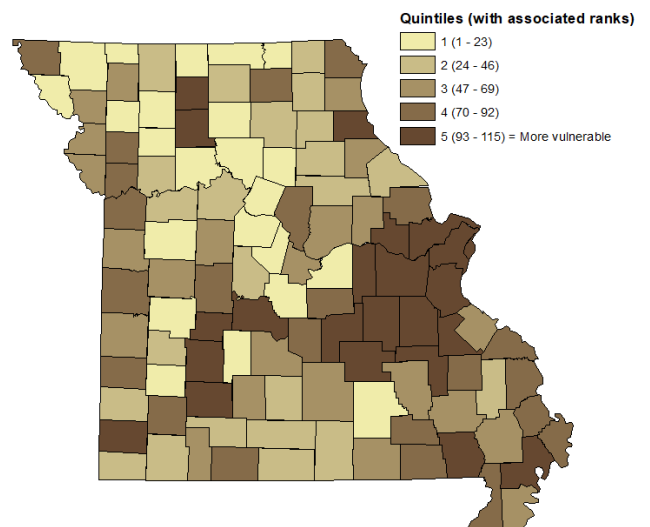 Quintiles (with associated ranks)
1 (1 - 23)
2 (24 - 46)
3 (47 - 69)
4 (70 - 92)
5 (93 - 115) = More vulnerable